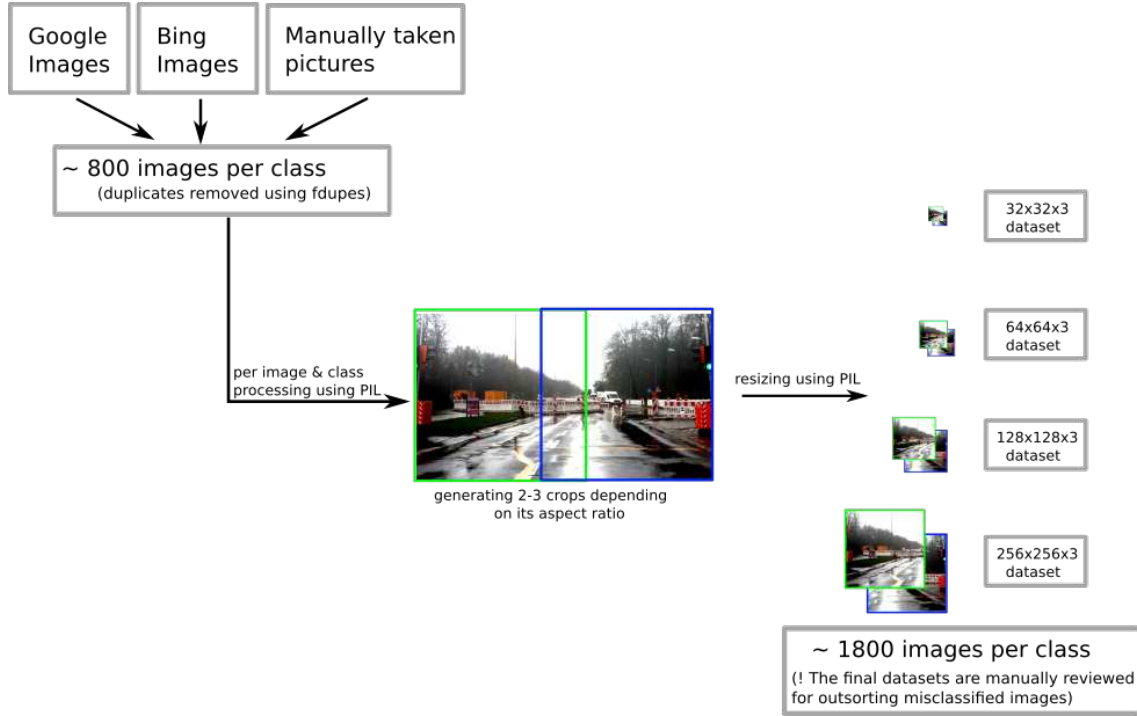 Google
Images
Bing
Images
Manually taken
pictures
~ 800 images per class
(duplicates removed using fdupes)
per image & class
processing using PIL
generating 2-3 crops depending
on its aspect ratio
resizing using PIL
32x32x3
dataset
64x64x3
dataset
128x128x3
dataset
256x256x3
dataset
~ 1800 images per class
(! The final datasets are manually reviewed
for outsorting misclassified images)